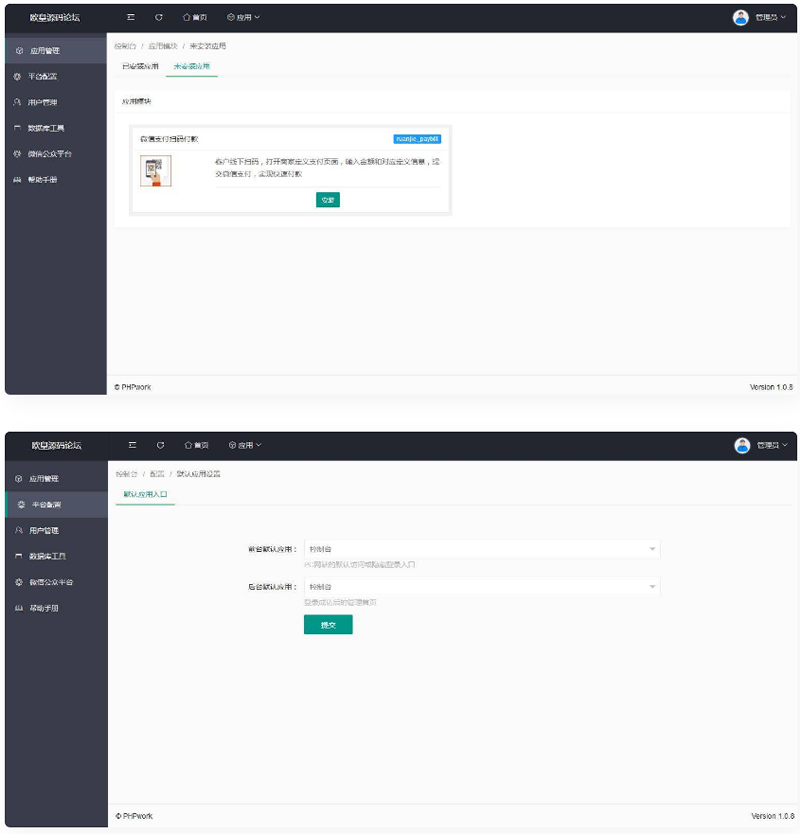 欧皇源码论坛 首页 应用 管理员
应用管理
平台配置
用户管理
数据库工具
微信公众平台
帮助手册
控制台 / 应用模块 / 未安装应用
已安装应用 未安装应用
应用模块
微信支付扫码付款 ruanjie_paybill
客户线下扫码,打开商家定义支付页面,输入金额和对应定义信息,提
交微信支付,实现快速付款
安装
© PHPwork Version 1.0.8
欧皇源码论坛 首页 应用 管理员
应用管理
平台配置
用户管理
数据库工具
微信公众平台
帮助手册
控制台 / 配置 / 默认应用设置
默认应用入口
前台默认应用: 控制台
PC网站的默认访问或指定登录入口
后台默认应用: 控制台
登录成功后的管理首页
提交
© PHPwork Version 1.0.8